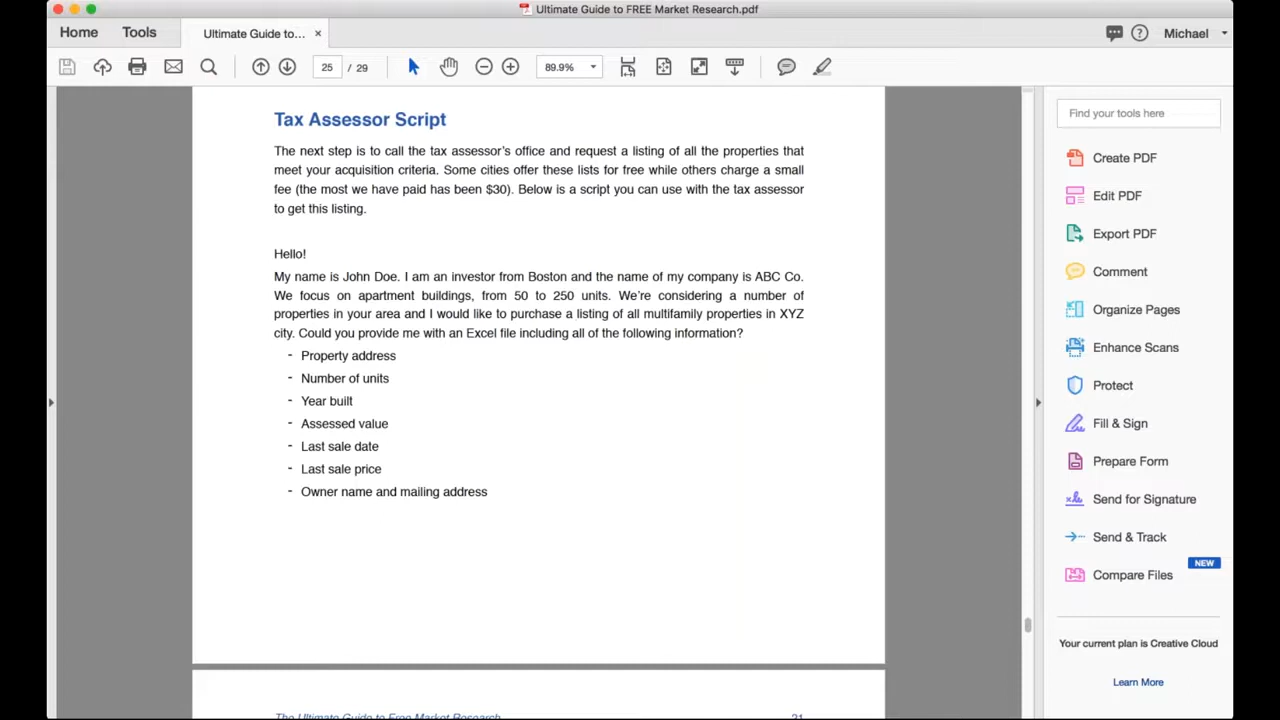 Ultimate Guide to FREE Market Research.pdf
Home
Tools
Ultimate Guide to... ×
Michael
25 / 29
89.9%
Tax Assessor Script
The next step is to call the tax assessor's office and request a listing of all the properties that
meet your acquisition criteria. Some cities offer these lists for free while others charge a small
fee (the most we have paid has been $30). Below is a script you can use with the tax assessor
to get this listing.
Hello!
My name is John Doe. I am an investor from Boston and the name of my company is ABC Co.
We focus on apartment buildings, from 50 to 250 units. We're considering a number of
properties in your area and I would like to purchase a listing of all multifamily properties in XYZ
city. Could you provide me with an Excel file including all of the following information?
- Property address
- Number of units
- Year built
- Assessed value
- Last sale date
- Last sale price
- Owner name and mailing address
The Ultimate Guide to Free Market Research
21
Find your tools here
Create PDF
Edit PDF
Export PDF
Comment
Organize Pages
Enhance Scans
Protect
Fill & Sign
Prepare Form
Send for Signature
Send & Track
NEW
Compare Files
Your current plan is Creative Cloud
Learn More